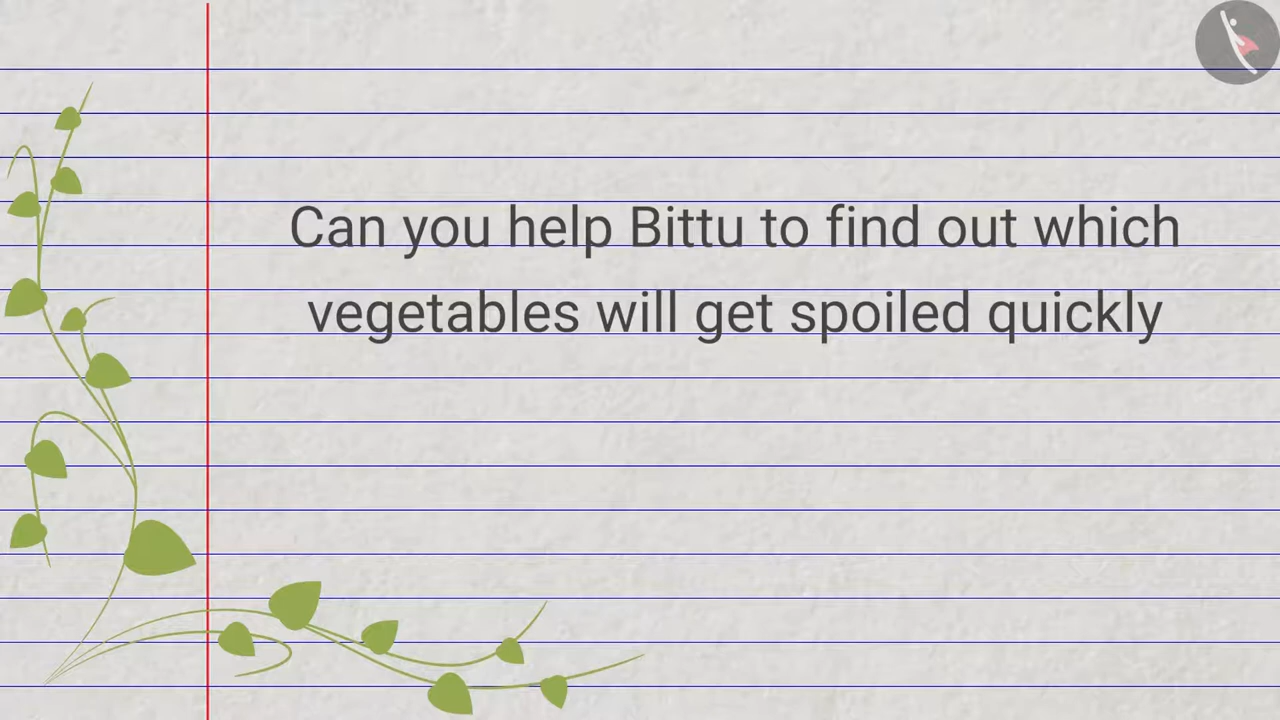 Can you help Bittu to find out which
vegetables will get spoiled quickly